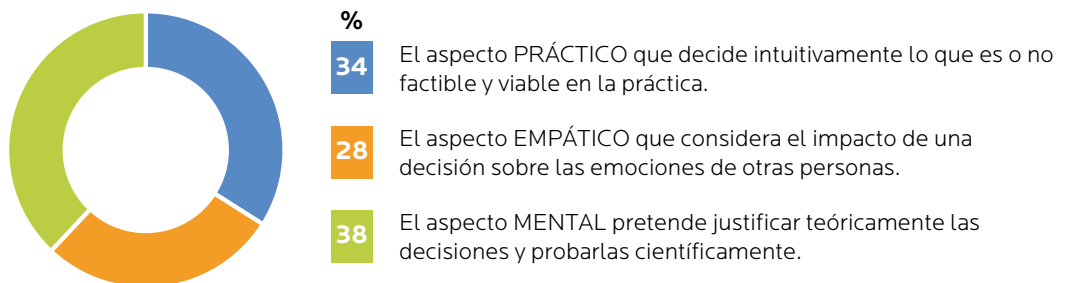 %
34
El aspecto PRÁCTICO que decide intuitivamente lo que es o no
factible y viable en la práctica.
28
El aspecto EMPÁTICO que considera el impacto de una
decisión sobre las emociones de otras personas.
38
El aspecto MENTAL pretende justificar teóricamente las
decisiones y probarlas científicamente.